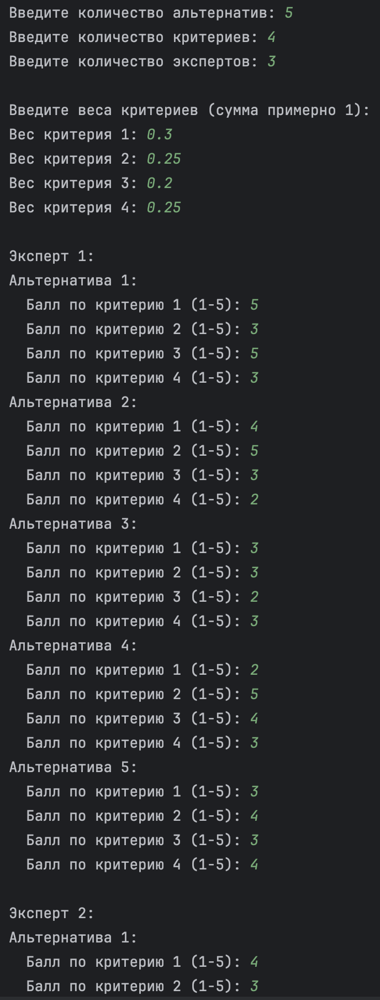 Введите количество альтернатив: 5
Введите количество критериев: 4
Введите количество экспертов: 3
Введите веса критериев (сумма примерно 1):
Вес критерия 1: 0.3
Вес критерия 2: 0.25
Вес критерия 3: 0.2
Вес критерия 4: 0.25
Эксперт 1:
Альтернатива 1:
Балл по критерию 1 (1-5): 5
Балл по критерию 2 (1-5): 3
Балл по критерию 3 (1-5): 5
Балл по критерию 4 (1-5): 3
Альтернатива 2:
Балл по критерию 1 (1-5): 4
Балл по критерию 2 (1-5): 5
Балл по критерию 3 (1-5): 3
Балл по критерию 4 (1-5): 2
Альтернатива 3:
Балл по критерию 1 (1-5): 3
Балл по критерию 2 (1-5): 3
Балл по критерию 3 (1-5): 2
Балл по критерию 4 (1-5): 3
Альтернатива 4:
Балл по критерию 1 (1-5): 2
Балл по критерию 2 (1-5): 5
Балл по критерию 3 (1-5): 4
Балл по критерию 4 (1-5): 3
Альтернатива 5:
Балл по критерию 1 (1-5): 3
Балл по критерию 2 (1-5): 4
Балл по критерию 3 (1-5): 3
Балл по критерию 4 (1-5): 4
Эксперт 2:
Альтернатива 1:
Балл по критерию 1 (1-5): 4
Балл по критерию 2 (1-5): 3